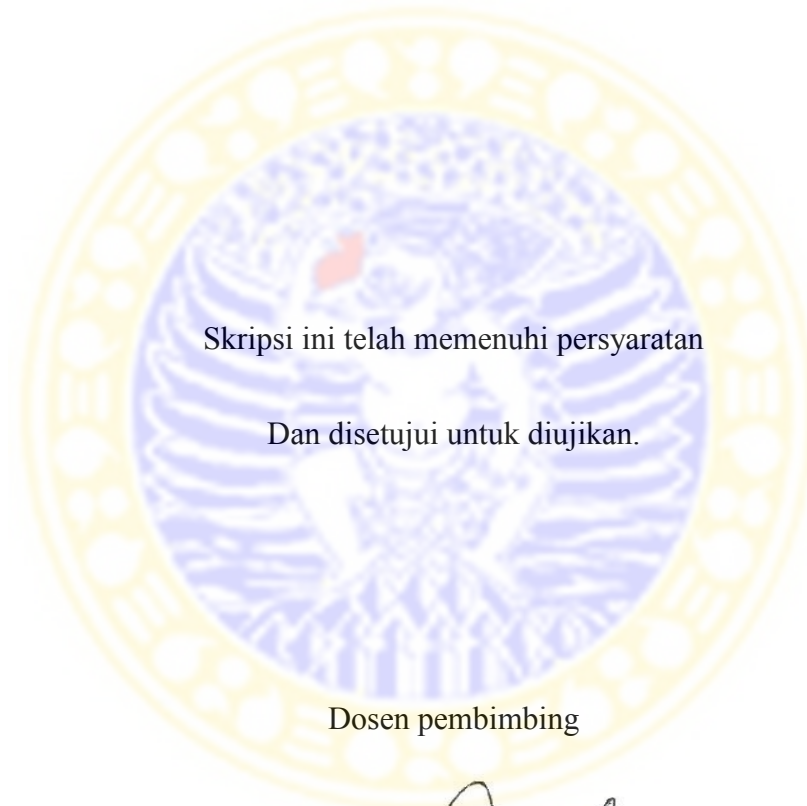 Skripsi ini telah memenuhi persyaratan
Dan disetujui untuk diujikan.
Dosen pembimbing